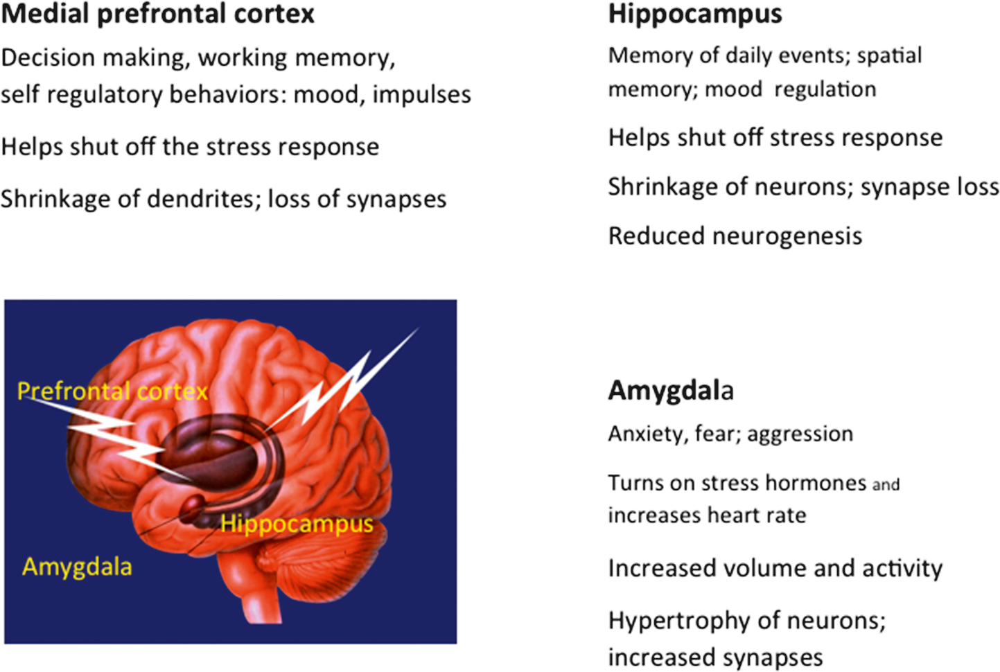 Medial prefrontal cortex
Decision making, working memory,
self regulatory behaviors: mood, impulses
Helps shut off the stress response
Shrinkage of dendrites; loss of synapses
Hippocampus
Memory of daily events; spatial
memory; mood regulation
Helps shut off stress response
Shrinkage of neurons; synapse loss
Reduced neurogenesis
Prefrontal cortex
Hippocampus
Amygdala
Amygdala
Anxiety, fear; aggression
Turns on stress hormones and
increases heart rate
Increased volume and activity
Hypertrophy of neurons;
increased synapses